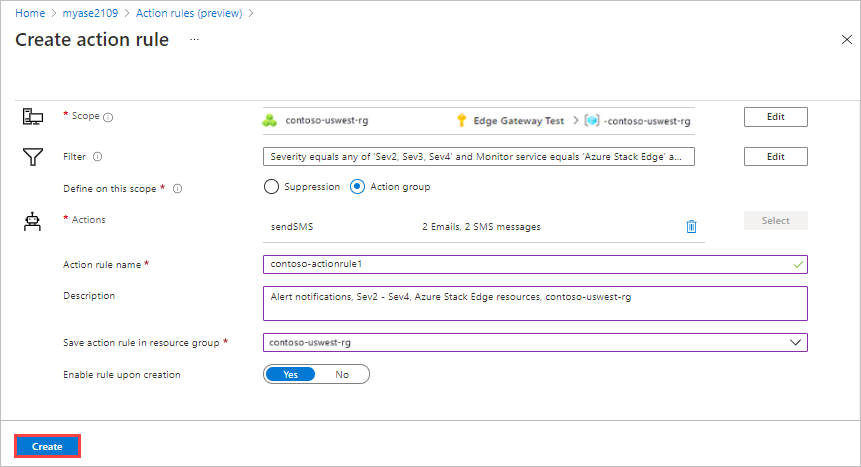 Home > myase2109 > Action rules (preview) >
Create action rule ...
* Scope
contoso-uswest-rg Edge Gateway Test > -contoso-uswest-rg Edit
Filter
Severity equals any of 'Sev2, Sev3, Sev4' and Monitor service equals 'Azure Stack Edge' a... Edit
Define on this scope * Suppression Action group
* Actions
sendSMS 2 Emails, 2 SMS messages Select
Action rule name * contoso-actionrule1
Description Alert notifications, Sev2 - Sev4, Azure Stack Edge resources, contoso-uswest-rg
Save action rule in resource group * contoso-uswest-rg
Enable rule upon creation Yes No
Create